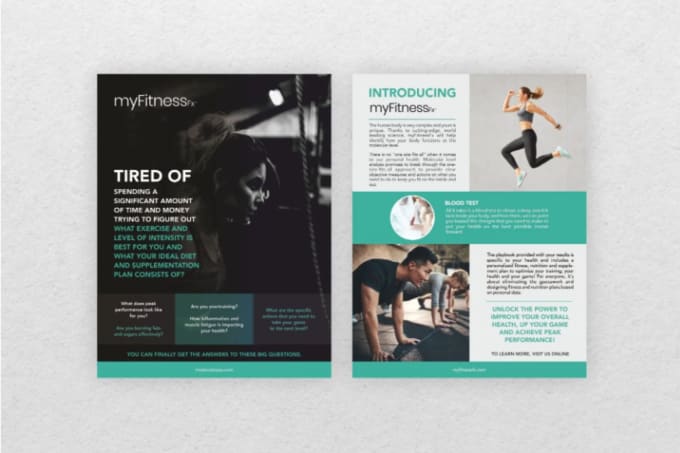 myFitnessFx
TIRED OF
SPENDING A
SIGNIFICANT AMOUNT
OF TIME AND MONEY
TRYING TO FIGURE OUT
WHAT EXERCISE AND
LEVEL OF INTENSITY IS
BEST FOR YOU AND
WHAT YOUR IDEAL DIET
AND SUPPLEMENTATION
PLAN CONSISTS OF?
What does peak
performance look like
for you?
Are you burning fats
and sugars effectively?
Are you overtraining?
How inflammation and
muscle fatigue is impacting
your health?
What are the specific
actions that you need to
take your game
to the next level?
YOU CAN FINALLY GET THE ANSWERS TO THESE BIG QUESTIONS.
INTRODUCING
myFitnessFx
The human body is very complex and yours is
unique. Thanks to cutting-edge, world
leading science, myFitnessFx will help
identify how your body functions at the
molecular level.
There is no "one size fits all" when it comes
to our personal health. Molecular level
analysis promises to break through the one-
size-fits-all approach, to provide clear
objective measures and actions on what you
need to do to keep you fit on the inside and
out.
BLOOD TEST
The playbook provided with your results is
specific to your health and includes a
personalized fitness, nutrition and supple-
ment plan to optimize your training, your
health and your game! For everyone, it's
about eliminating the guesswork and
designing fitness and nutrition plans based
on personal data.
UNLOCK THE POWER TO
IMPROVE YOUR OVERALL
HEALTH, UP YOUR GAME
AND ACHIEVE PEAK
PERFORMANCE!
TO LEARN MORE, VISIT US ONLINE
myfitnessfx.com